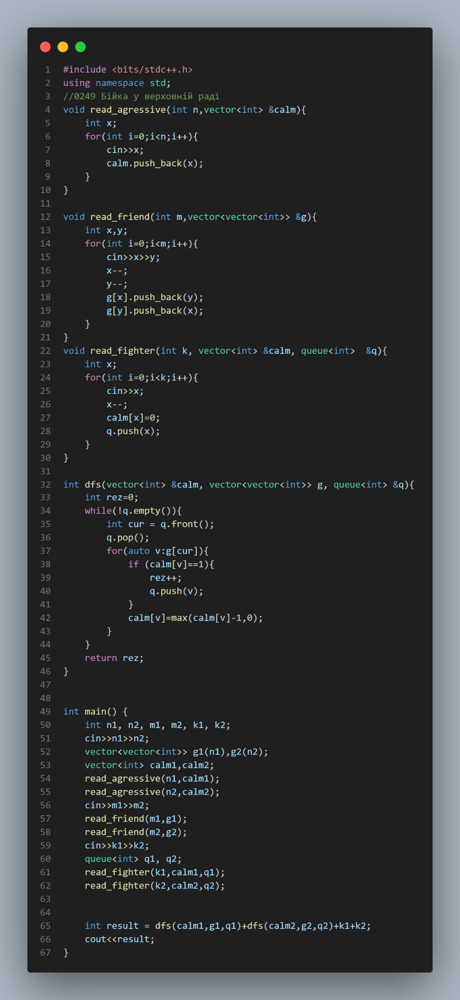 1 #include <bits/stdc++.h>
2 using namespace std;
3 //0249 Бійка у верховній раді
4 void read_agressive(int n,vector<int> &calm){
5     int x;
6     for(int i=0;i<n;i++){
7         cin>>x;
8         calm.push_back(x);
9     }
10 }
11
12 void read_friend(int m,vector<vector<int>> &g){
13     int x,y;
14     for(int i=0;i<m;i++){
15         cin>>x>>y;
16         x--;
17         y--;
18         g[x].push_back(y);
19         g[y].push_back(x);
20     }
21 }
22 void read_fighter(int k, vector<int> &calm, queue<int>  &q){
23     int x;
24     for(int i=0;i<k;i++){
25         cin>>x;
26         x--;
27         calm[x]=0;
28         q.push(x);
29     }
30 }
31
32 int dfs(vector<int> &calm, vector<vector<int>> g, queue<int> &q){
33     int rez=0;
34     while(!q.empty()){
35         int cur = q.front();
36         q.pop();
37         for(auto v:g[cur]){
38             if (calm[v]==1){
39                 rez++;
40                 q.push(v);
41             }
42             calm[v]=max(calm[v]-1,0);
43         }
44     }
45     return rez;
46 }
47
48
49 int main() {
50     int n1, n2, m1, m2, k1, k2;
51     cin>>n1>>n2;
52     vector<vector<int>> g1(n1),g2(n2);
53     vector<int> calm1,calm2;
54     read_agressive(n1,calm1);
55     read_agressive(n2,calm2);
56     cin>>m1>>m2;
57     read_friend(m1,g1);
58     read_friend(m2,g2);
59     cin>>k1>>k2;
60     queue<int> q1, q2;
61     read_fighter(k1,calm1,q1);
62     read_fighter(k2,calm2,q2);
63
64
65     int result = dfs(calm1,g1,q1)+dfs(calm2,g2,q2)+k1+k2;
66     cout<<result;
67 }